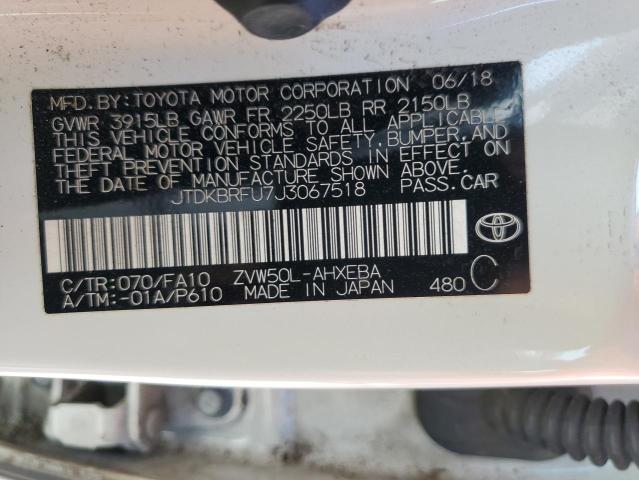 MFD. BY: TOYOTA MOTOR CORPORATION 06/18
GVWR 3915LB GAWR FR 2250LB RR 2150LB
THIS VEHICLE CONFORMS TO ALL APPLICABLE
FEDERAL MOTOR VEHICLE SAFETY, BUMPER, AND
THEFT PREVENTION STANDARDS IN EFFECT ON
THE DATE OF MANUFACTURE SHOWN ABOVE.
JTDKBRFU7J3067518 PASS. CAR
C/TR:070/FA10 ZVW50L-AHXEBA
A/TM:-01A/P610 MADE IN JAPAN 480 C